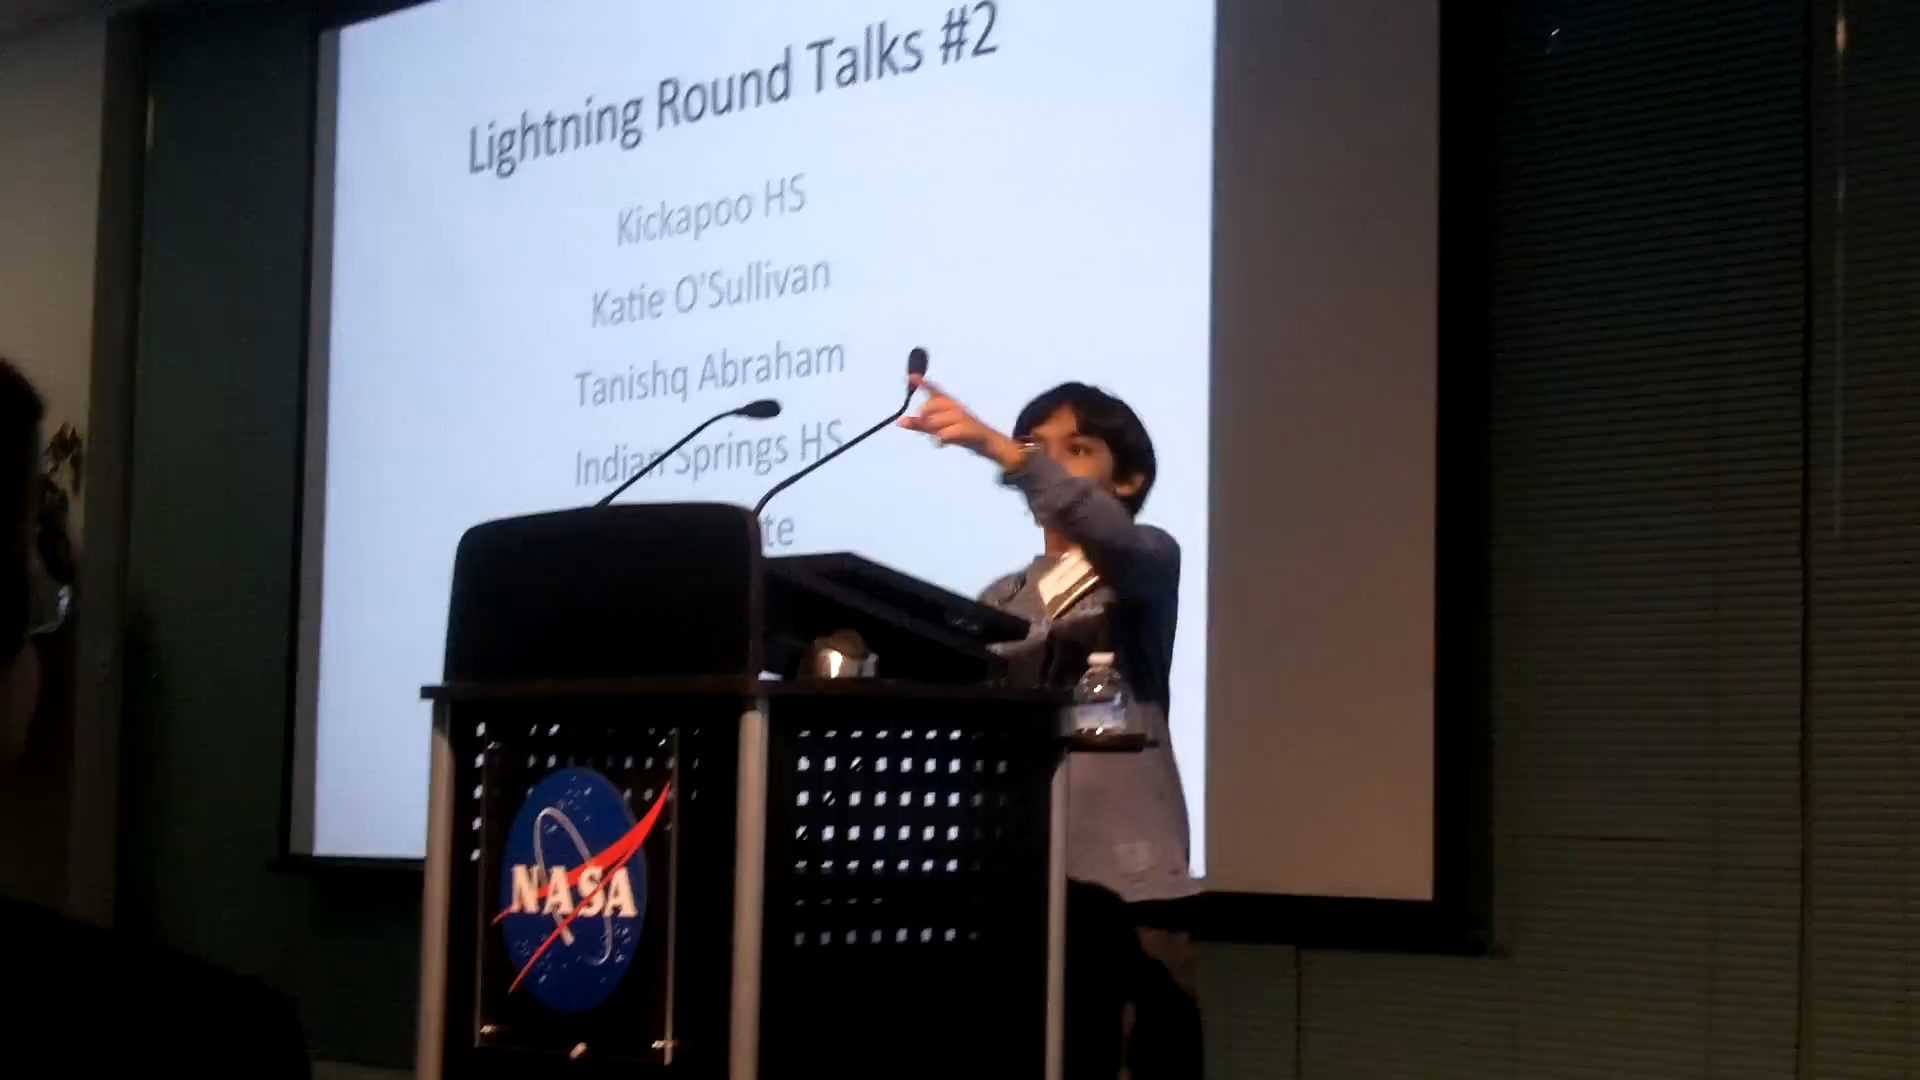 Lightning Round Talks #2
Kickapoo HS
Katie O'Sullivan
Tanishq Abraham
Indian Springs HS
NASA